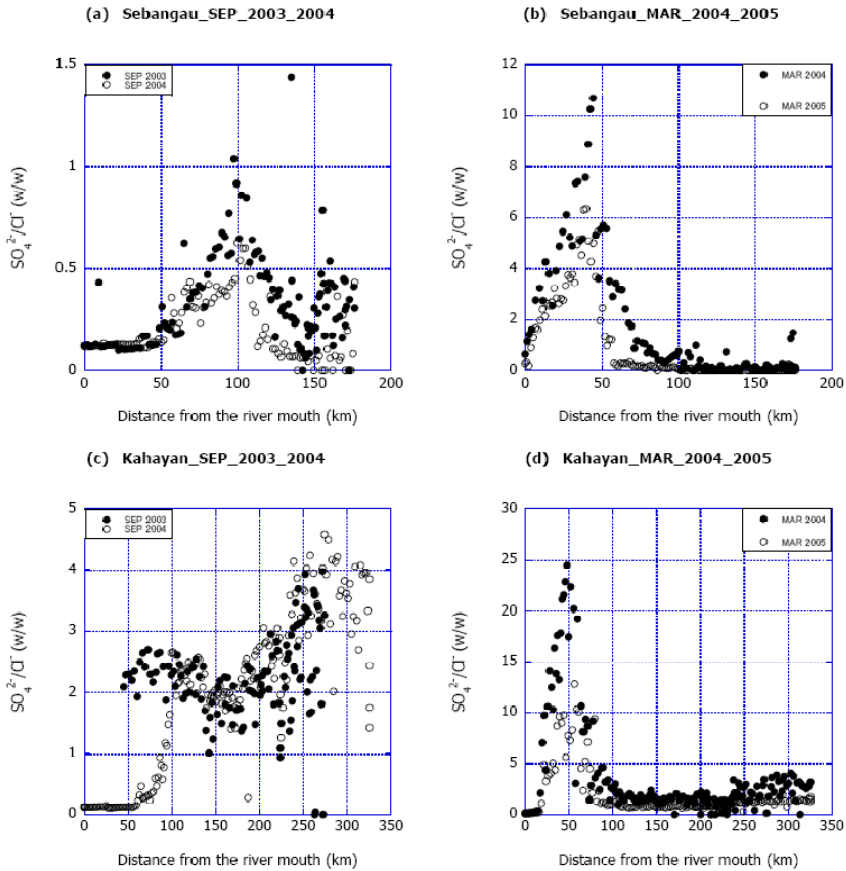 (a) Sebangau_SEP_2003_2004
1.5
1
0.5
0
SEP 2003
SEP 2004
SO₄²⁻/Cl⁻ (w/w)
0 50 100 150 200
Distance from the river mouth (km)
(b) Sebangau_MAR_2004_2005
12
10
8
6
4
2
0
MAR 2004
MAR 2005
SO₄²⁻/Cl⁻ (w/w)
0 50 100 150 200
Distance from the river mouth (km)
(c) Kahayan_SEP_2003_2004
5
4
3
2
1
0
SEP 2003
SEP 2004
SO₄²⁻/Cl⁻ (w/w)
0 50 100 150 200 250 300 350
Distance from the river mouth (km)
(d) Kahayan_MAR_2004_2005
30
25
20
15
10
5
0
MAR 2004
MAR 2005
SO₄²⁻/Cl⁻ (w/w)
0 50 100 150 200 250 300 350
Distance from the river mouth (km)